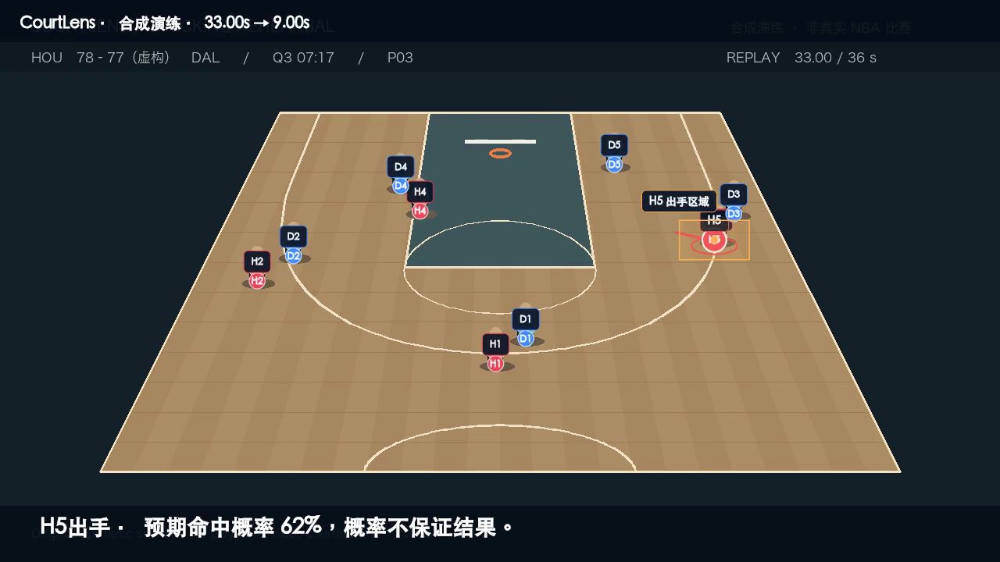 CourtLens · 合成演练 · 33.00s → 9.00s
合成演练 · 非真实 NBA 比赛
HOU 78 - 77（虚构） DAL / Q3 07:17 / P03
REPLAY 33.00 / 36 s
D5
D5
D4
D4
H4
H4
D3
D3
H5 出手区域
H5
D2
D2
H2
H2
D1
D1
H1
H1
H5出手 · 预期命中概率 62%，概率不保证结果。